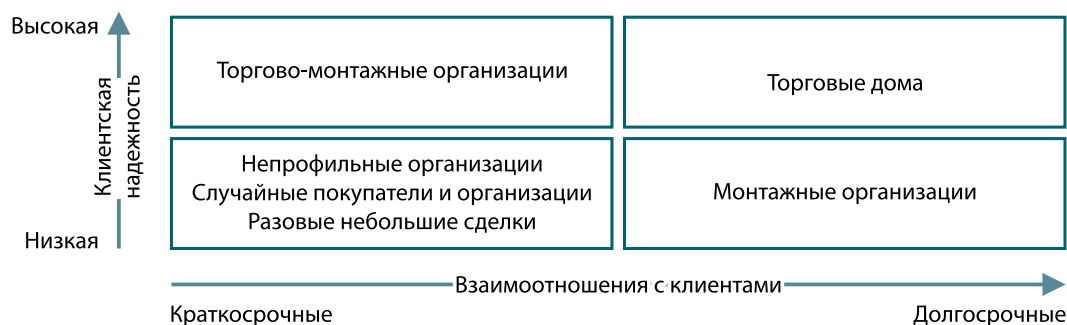 Высокая
Клиентская
надежность
Низкая
Торгово-монтажные организации
Торговые дома
Непрофильные организации
Случайные покупатели и организации
Разовые небольшие сделки
Монтажные организации
Взаимоотношения с клиентами
Краткосрочные
Долгосрочные